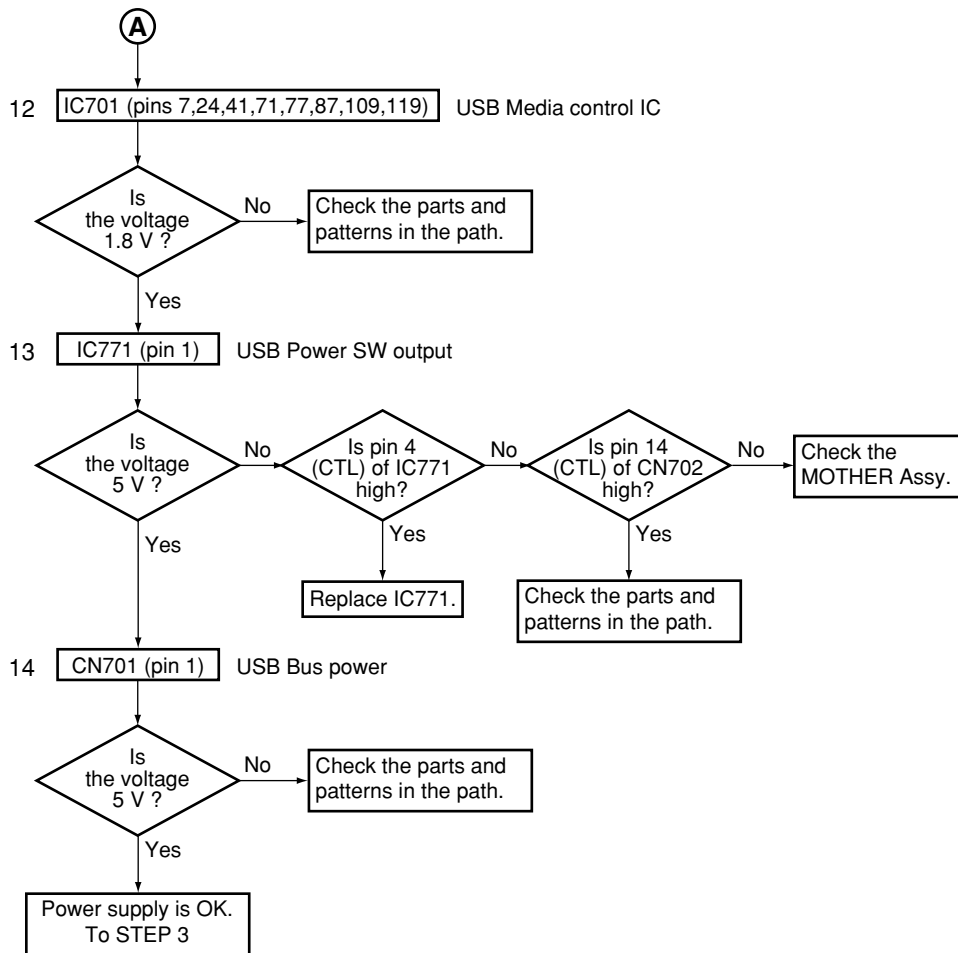 A
12 IC701 (pins 7,24,41,71,77,87,109,119) USB Media control IC
Is
the voltage
1.8 V ?
No
Check the parts and
patterns in the path.
Yes
13 IC771 (pin 1) USB Power SW output
Is
the voltage
5 V ?
No
Is pin 4
(CTL) of IC771
high?
No
Is pin 14
(CTL) of CN702
high?
No
Check the
MOTHER Assy.
Yes
Yes
Yes
Replace IC771.
Check the parts and
patterns in the path.
14 CN701 (pin 1) USB Bus power
Is
the voltage
5 V ?
No
Check the parts and
patterns in the path.
Yes
Power supply is OK.
To STEP 3